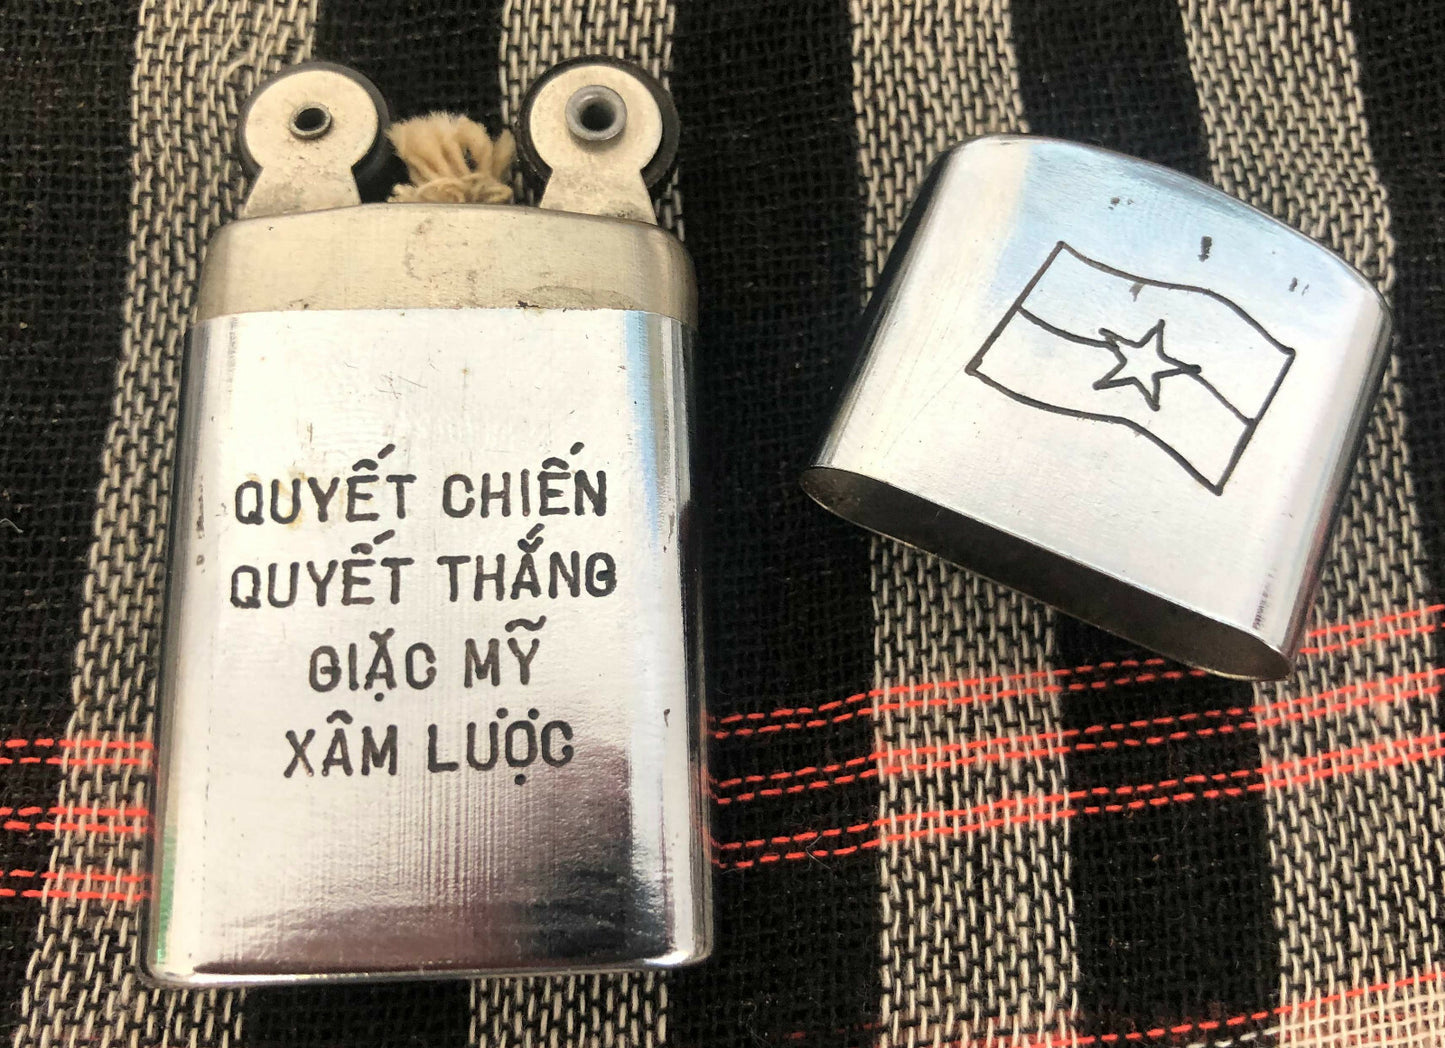 QUYẾT CHIẾN
QUYẾT THẮNG
GIẶC MỸ
XÂM LƯỢC